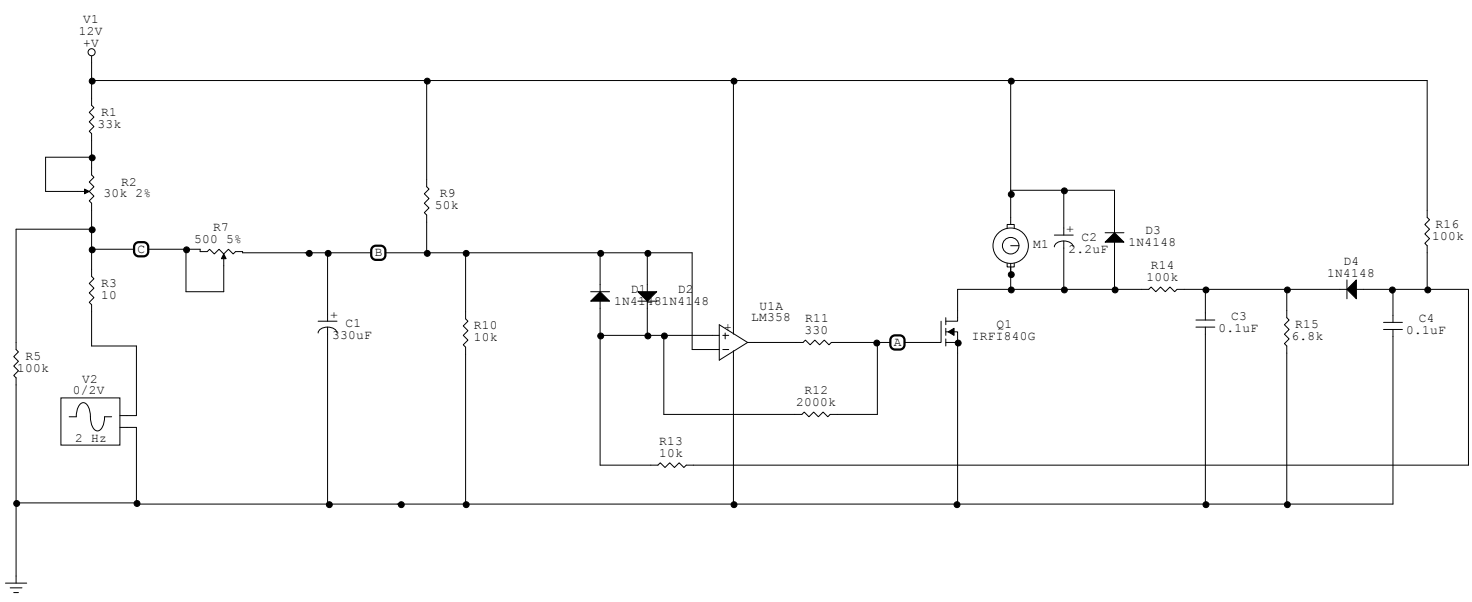 V1
12V
+V
R1
33k
R2
30k 2%
R7
500 5%
C
B
R9
50k
R3
10
R5
100k
V2
0/2V
2 Hz
C1
330uF
R10
10k
D1
1N4148
D2
1N4148
U1A
LM358
R11
330
A
R12
2000k
R13
10k
Q1
IRFI840G
M1
C2
2.2uF
D3
1N4148
R14
100k
C3
0.1uF
R15
6.8k
D4
1N4148
C4
0.1uF
R16
100k